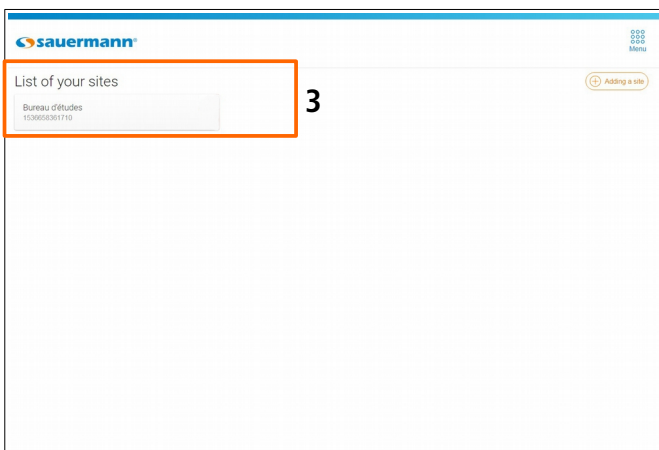 sauermann®
Menu
List of your sites
Adding a site
Bureau d'études
1536658361710
3